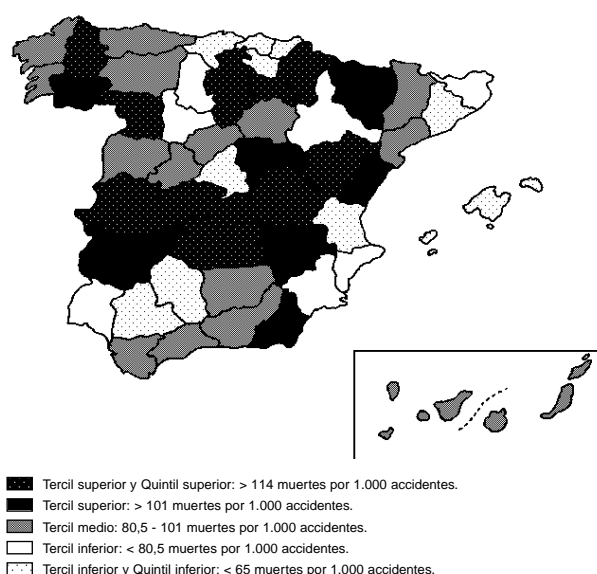 Tercil superior y Quintil superior: > 114 muertes por 1.000 accidentes.
Tercil superior: > 101 muertes por 1.000 accidentes.
Tercil medio: 80,5 - 101 muertes por 1.000 accidentes.
Tercil inferior: < 80,5 muertes por 1.000 accidentes.
Tercil inferior y Quintil inferior: < 65 muertes por 1.000 accidentes.